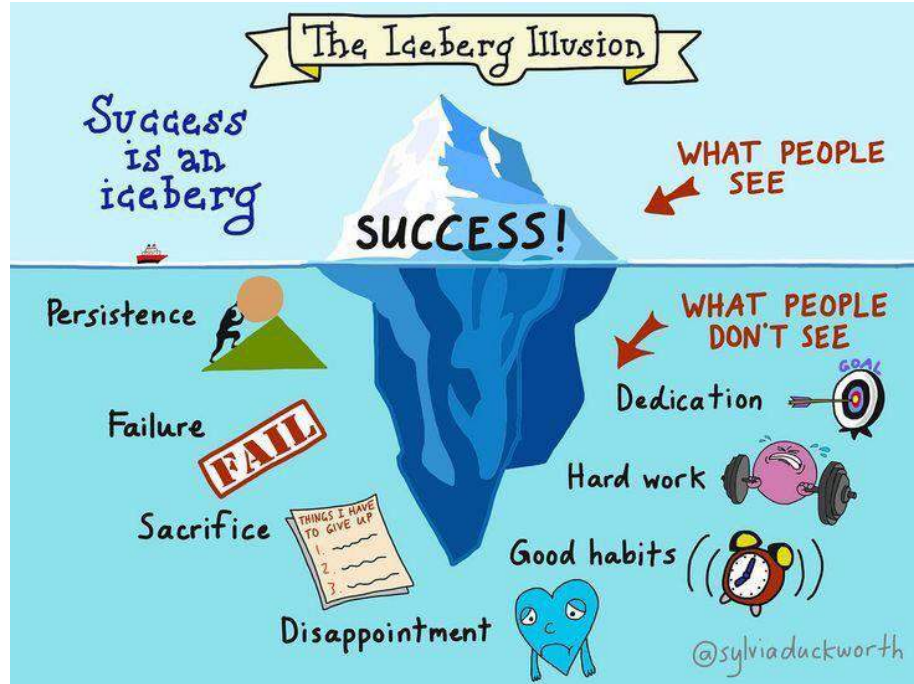 The Iceberg Illusion
Success
is an
iceberg
WHAT PEOPLE
SEE
SUCCESS!
Persistence
WHAT PEOPLE
DON'T SEE
GOAL
Dedication
Failure
FAIL
Hard work
Sacrifice
THINGS I HAVE
TO GIVE UP
1.
2.
3.
Good habits
Disappointment
@sylviaduckworth